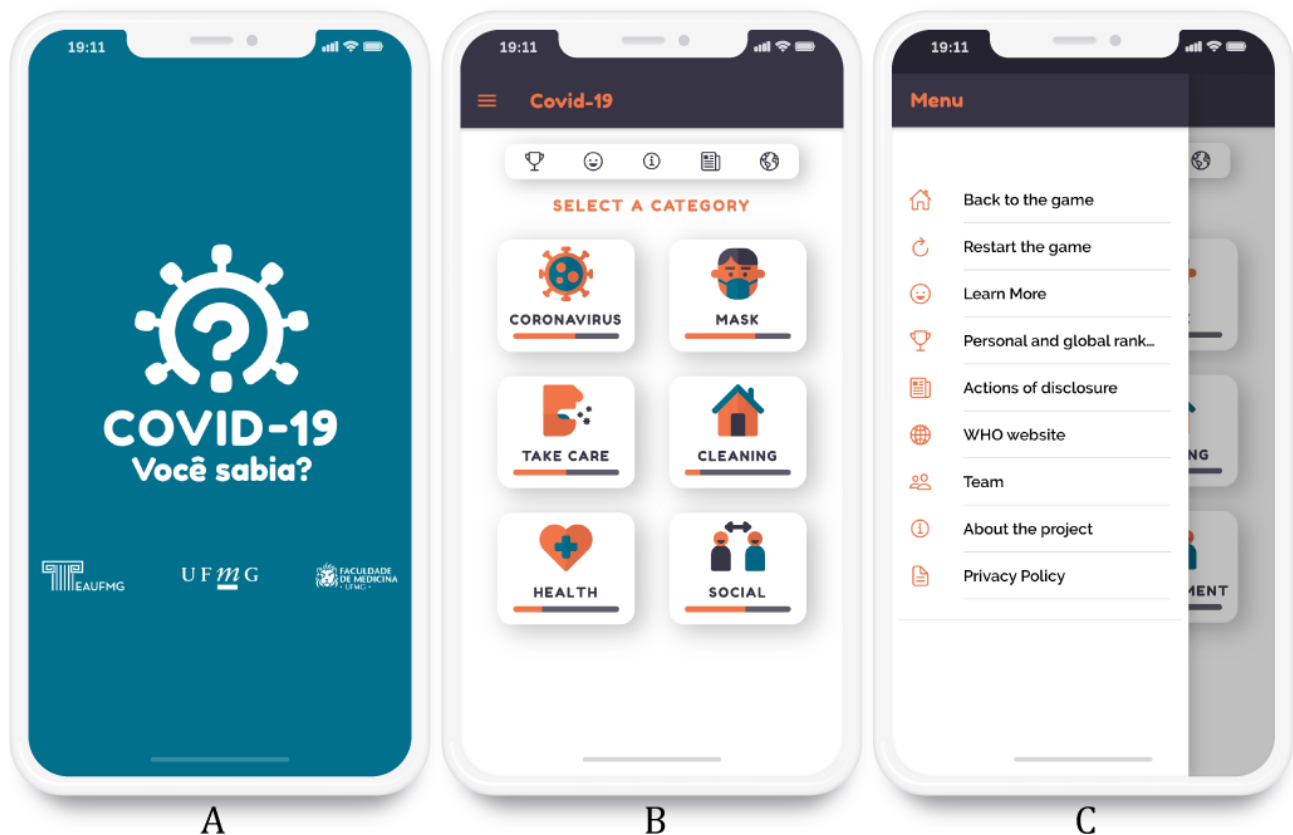 19:11
COVID-19
Você sabia?
EAUFMG
UFmG
FACULDADE
DE MEDICINA
- UFMG -
A
19:11
Covid-19
SELECT A CATEGORY
CORONAVIRUS
MASK
TAKE CARE
CLEANING
HEALTH
SOCIAL
B
19:11
Menu
Back to the game
Restart the game
Learn More
Personal and global rank...
Actions of disclosure
WHO website
Team
About the project
Privacy Policy
NG
MENT
C